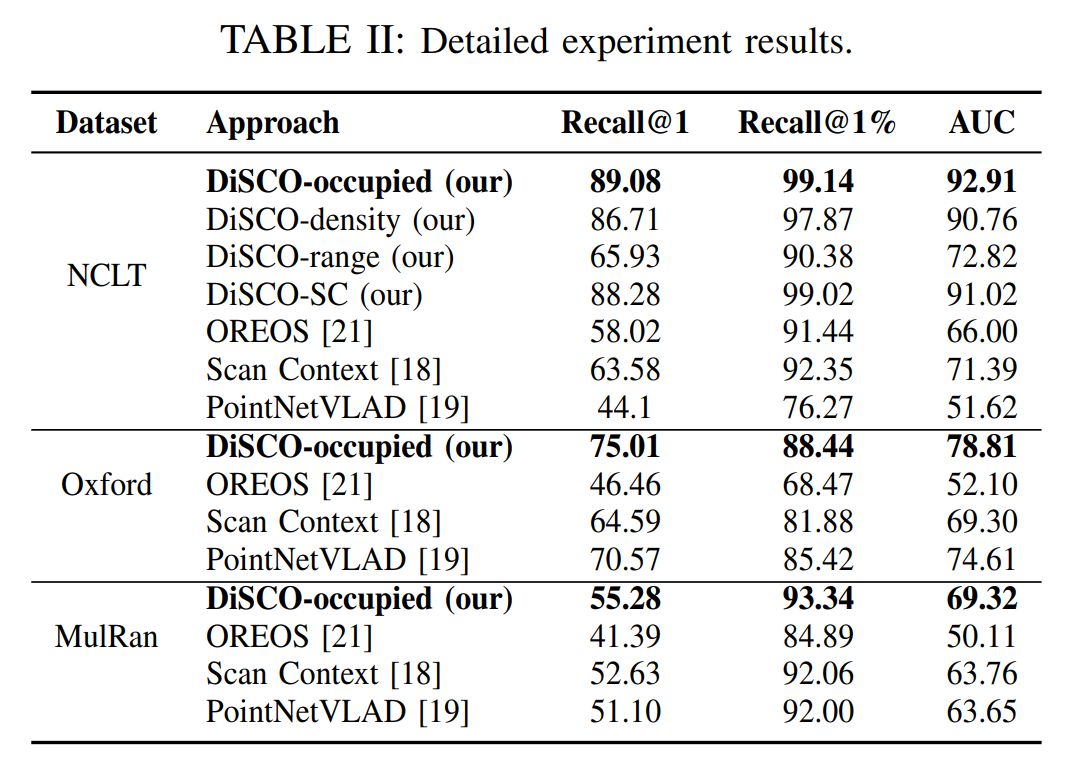 TABLE II: Detailed experiment results.
Dataset Approach Recall@1 Recall@1% AUC
NCLT
DiSCO-occupied (our) 89.08 99.14 92.91
DiSCO-density (our) 86.71 97.87 90.76
DiSCO-range (our) 65.93 90.38 72.82
DiSCO-SC (our) 88.28 99.02 91.02
OREOS [21] 58.02 91.44 66.00
Scan Context [18] 63.58 92.35 71.39
PointNetVLAD [19] 44.1 76.27 51.62
Oxford
DiSCO-occupied (our) 75.01 88.44 78.81
OREOS [21] 46.46 68.47 52.10
Scan Context [18] 64.59 81.88 69.30
PointNetVLAD [19] 70.57 85.42 74.61
MulRan
DiSCO-occupied (our) 55.28 93.34 69.32
OREOS [21] 41.39 84.89 50.11
Scan Context [18] 52.63 92.06 63.76
PointNetVLAD [19] 51.10 92.00 63.65